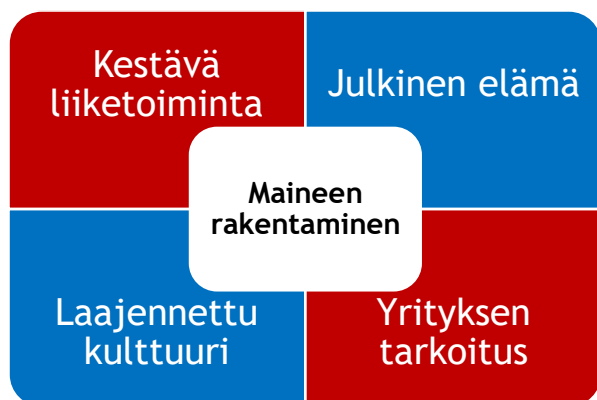 Kestävä
liiketoiminta
Julkinen elämä
Maineen
rakentaminen
Laajennettu
kulttuuri
Yrityksen
tarkoitus